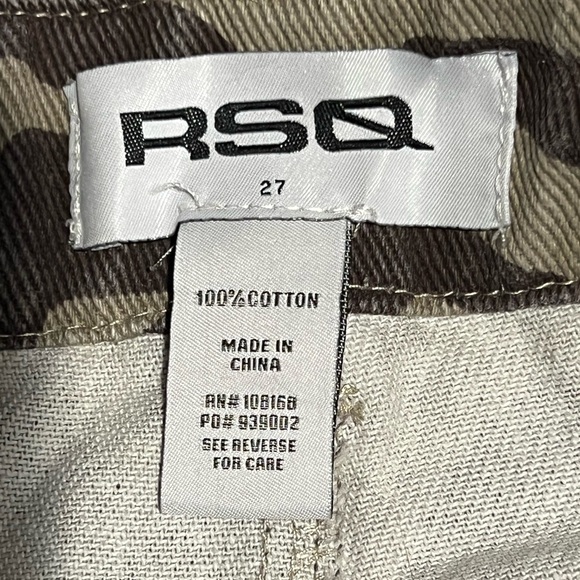 RSQ
27
100%COTTON
MADE IN
CHINA
RN# 108168
PO# 939002
SEE REVERSE
FOR CARE